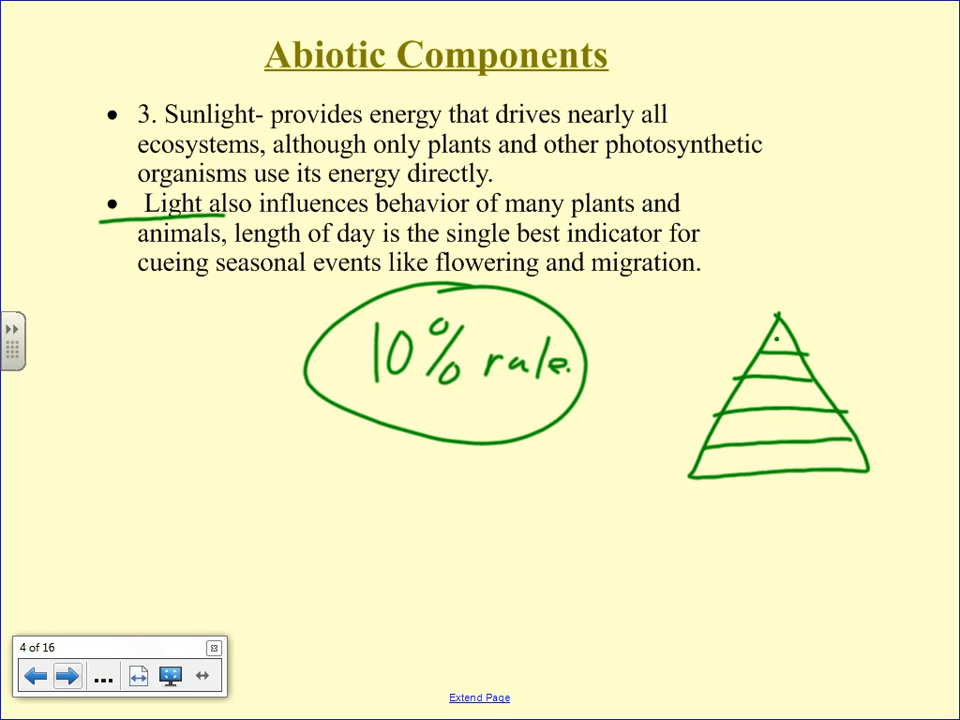 Abiotic Components
• 3. Sunlight- provides energy that drives nearly all
ecosystems, although only plants and other photosynthetic
organisms use its energy directly.
• Light also influences behavior of many plants and
animals, length of day is the single best indicator for
cueing seasonal events like flowering and migration.
10% rule.
4 of 16
...
Extend Page